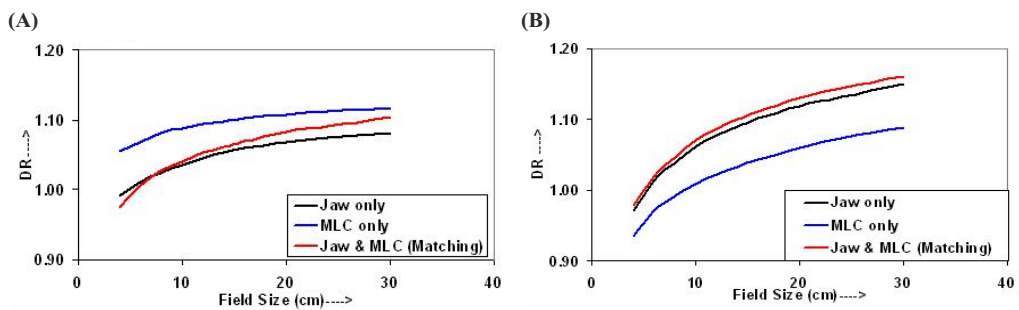 (A)
1.20
1.10
1.00
0.90
DR---->
0
10
20
30
40
Field Size (cm)---->
Jaw only
MLC only
Jaw & MLC (Matching)
(B)
1.20
1.10
1.00
0.90
DR ---->
0
10
20
30
40
Field Size (cm)---->
Jaw only
MLC only
Jaw & MLC (Matching)